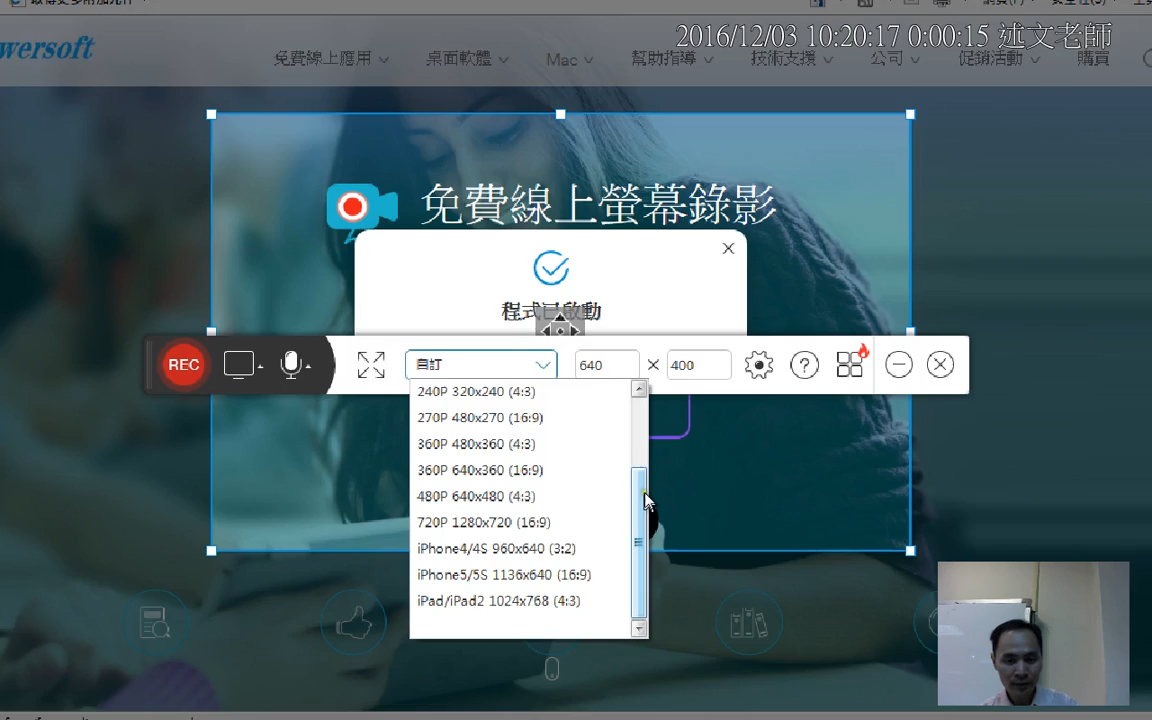 2016/12/03 10:20:17 0:00:15 述文老師
wersoft
免費線上應用
桌面軟體
Mac
幫助指導
技術支援
公司
促銷活動
購買
免費線上螢幕錄影
程式已啟動
REC
自訂
640
×
400
240P 320x240 (4:3)
270P 480x270 (16:9)
360P 480x360 (4:3)
360P 640x360 (16:9)
480P 640x480 (4:3)
720P 1280x720 (16:9)
iPhone4/4S 960x640 (3:2)
iPhone5/5S 1136x640 (16:9)
iPad/iPad2 1024x768 (4:3)